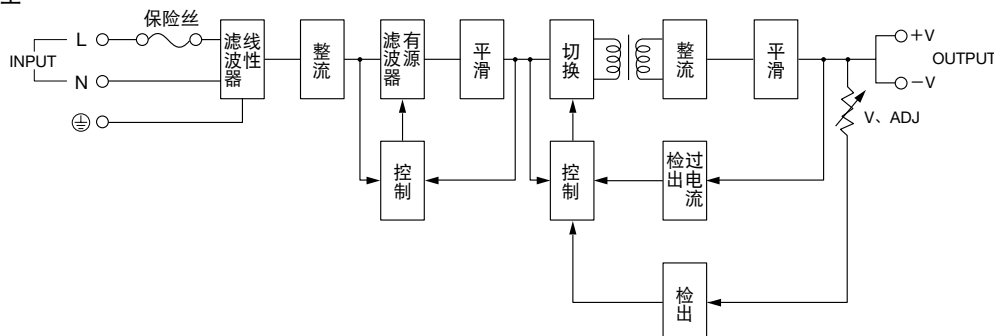 保险丝
L
INPUT
N
线性
滤波器
整流
有源
滤波器
平滑
切换
整流
平滑
+V
OUTPUT
−V
V、ADJ
控制
控制
过电流
检出
检出